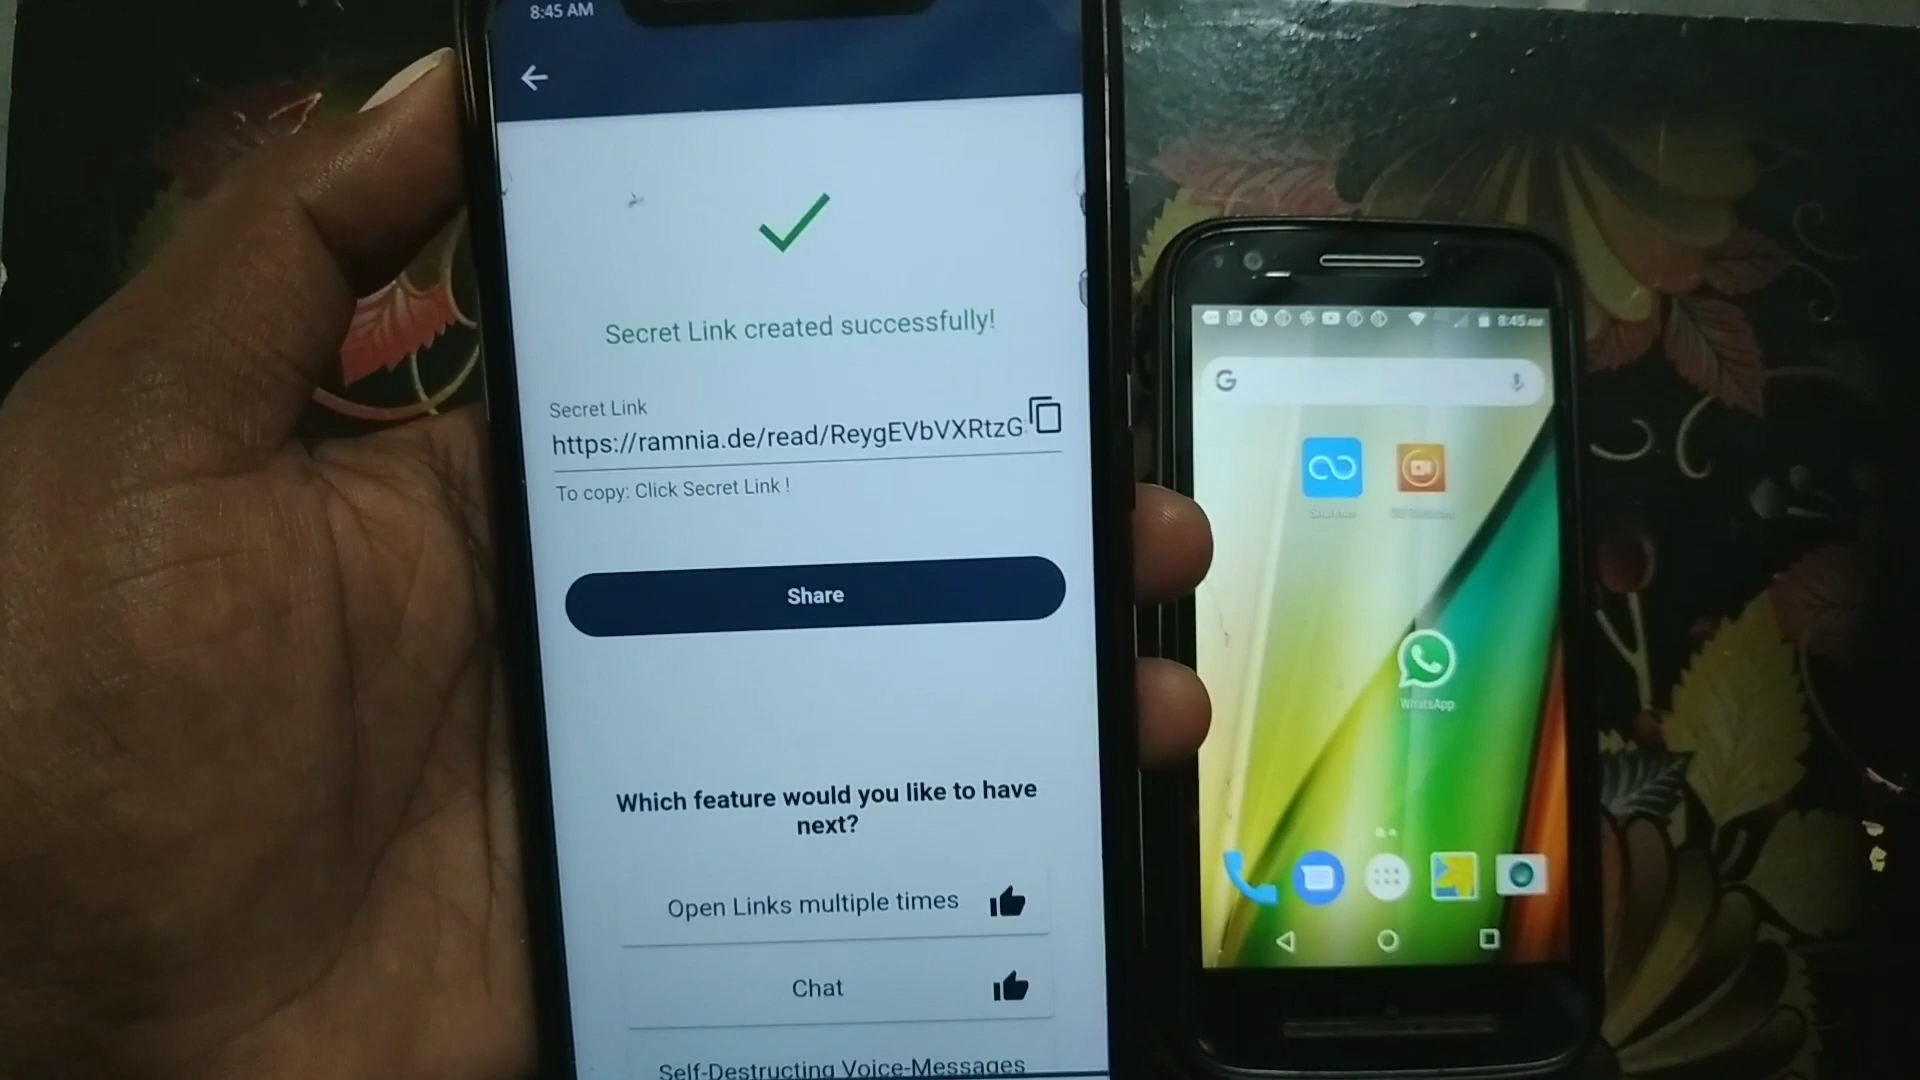 8:45 AM
Secret Link created successfully!
Secret Link
https://ramnia.de/read/ReygEVbVXRtzG
To copy: Click Secret Link !
Share
Which feature would you like to have
next?
Open Links multiple times
Chat
Self-Destructing Voice-Messages
8:45 AM
G
WhatsApp